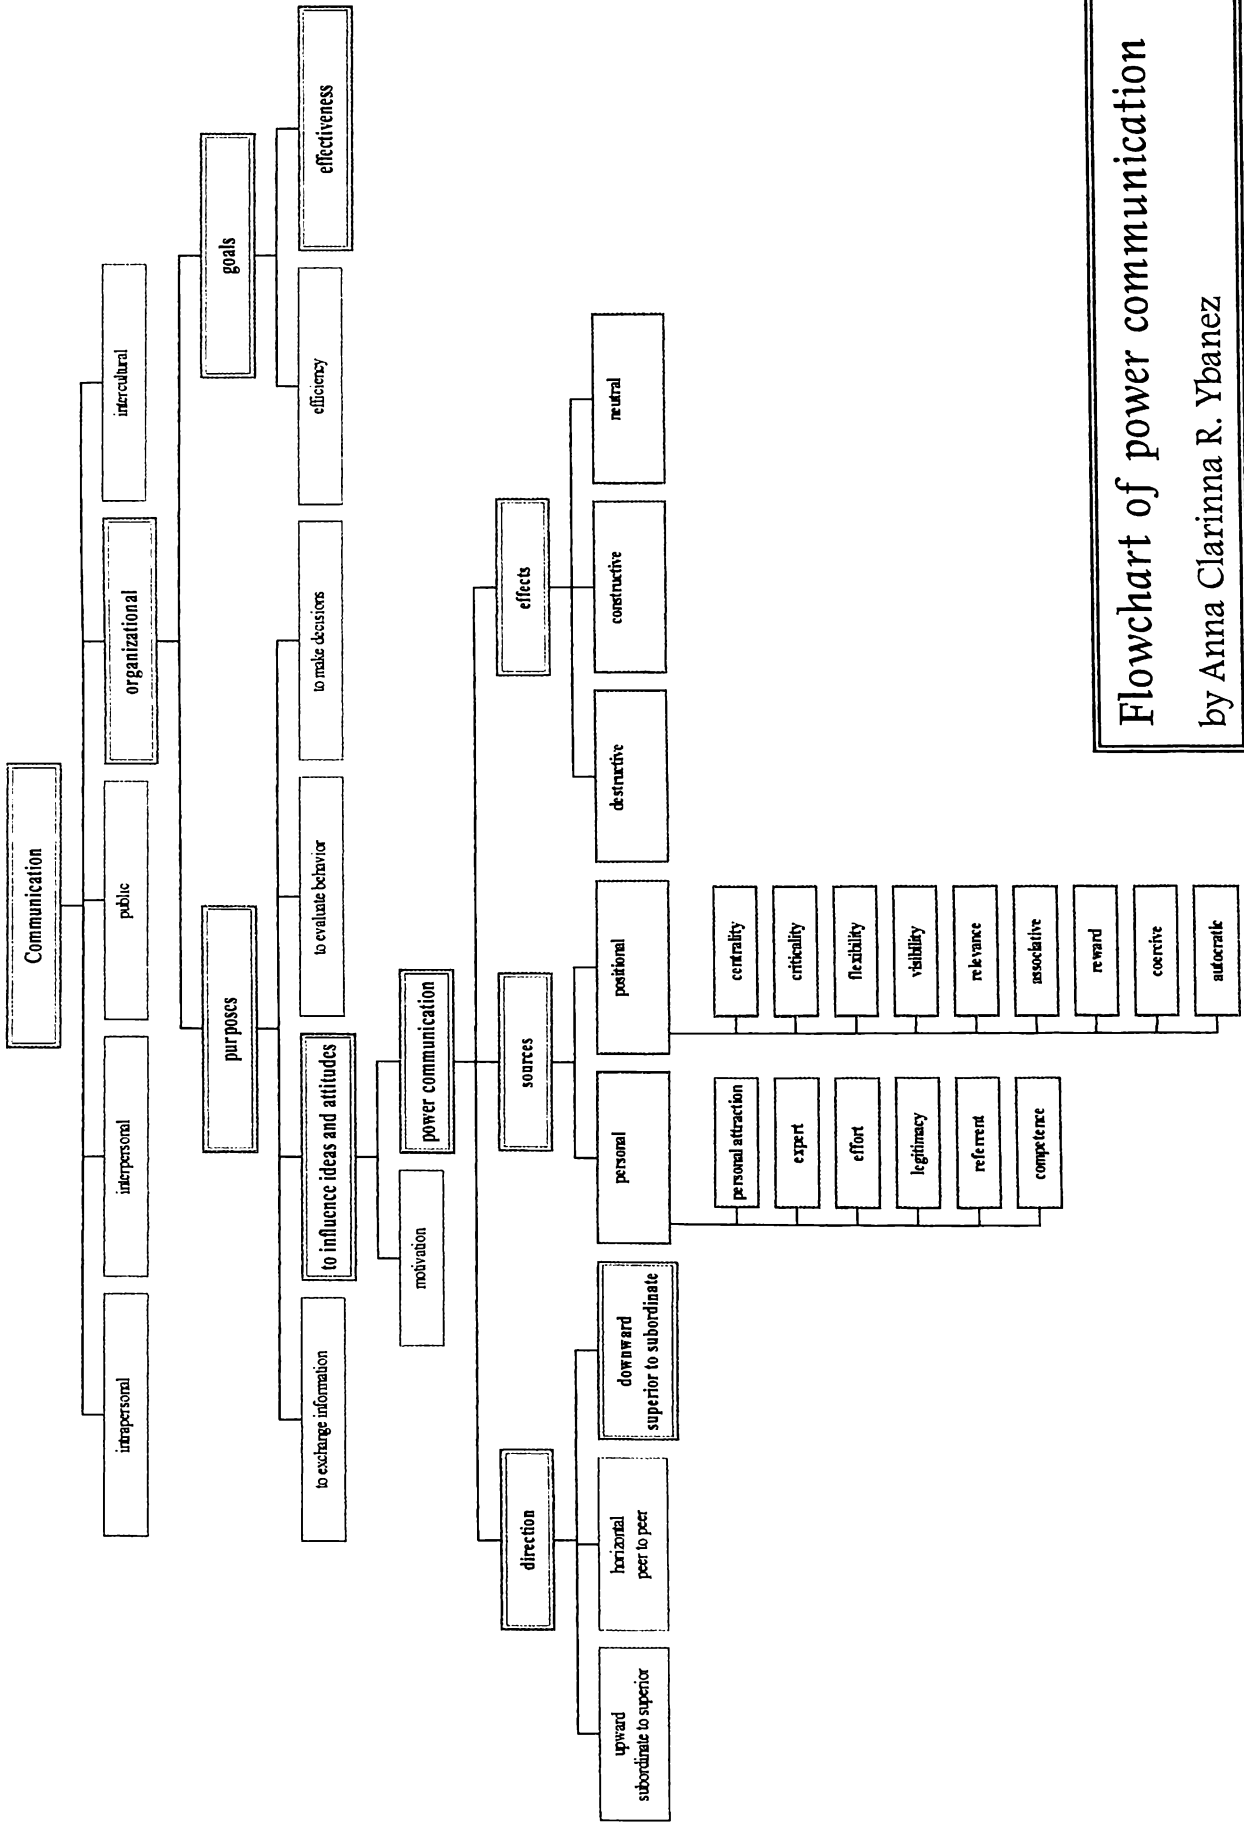 Communication
intrapersonal
interpersonal
public
organizational
intercultural
purposes
goals
to exchange information
to influence ideas and attitudes
to evaluate behavior
to make decisions
efficiency
effectiveness
motivation
power communication
direction
sources
effects
upward
subordinate to superior
horizontal
peer to peer
downward
superior to subordinate
personal
positional
destructive
constructive
neutral
personal attraction
expert
effort
legitimacy
referrent
competence
centrality
criticality
flexibility
visibility
relevance
associative
reward
coercive
autocratic
Flowchart of power communication
by Anna Clarinna R. Ybanez